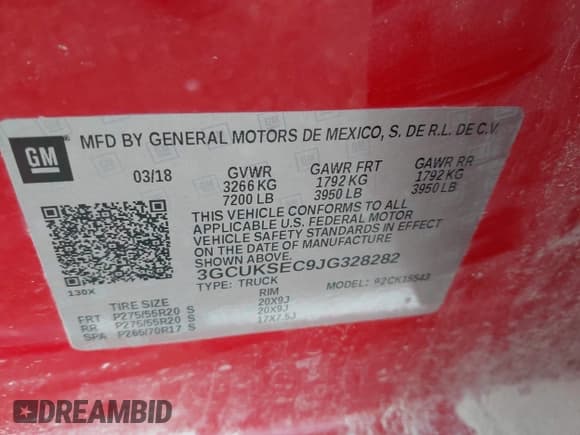 GM
MFD BY GENERAL MOTORS DE MEXICO, S. DE R.L. DE C.V.
03/18 GVWR GAWR FRT GAWR RR
3266 KG 1792 KG 1792 KG
7200 LB 3950 LB 3950 LB
THIS VEHICLE CONFORMS TO ALL
APPLICABLE U.S. FEDERAL MOTOR
VEHICLE SAFETY STANDARDS IN EFFECT
ON THE DATE OF MANUFACTURE
SHOWN ABOVE.
3GCUKSEC9JG328282
TYPE: TRUCK MODEL: 92CK15543
130X
TIRE SIZE RIM
FRT P275/55R20 S 20X9J
RR P275/55R20 S 20X9J
SPA P265/70R17 S 17X7.5J
DREAMBID